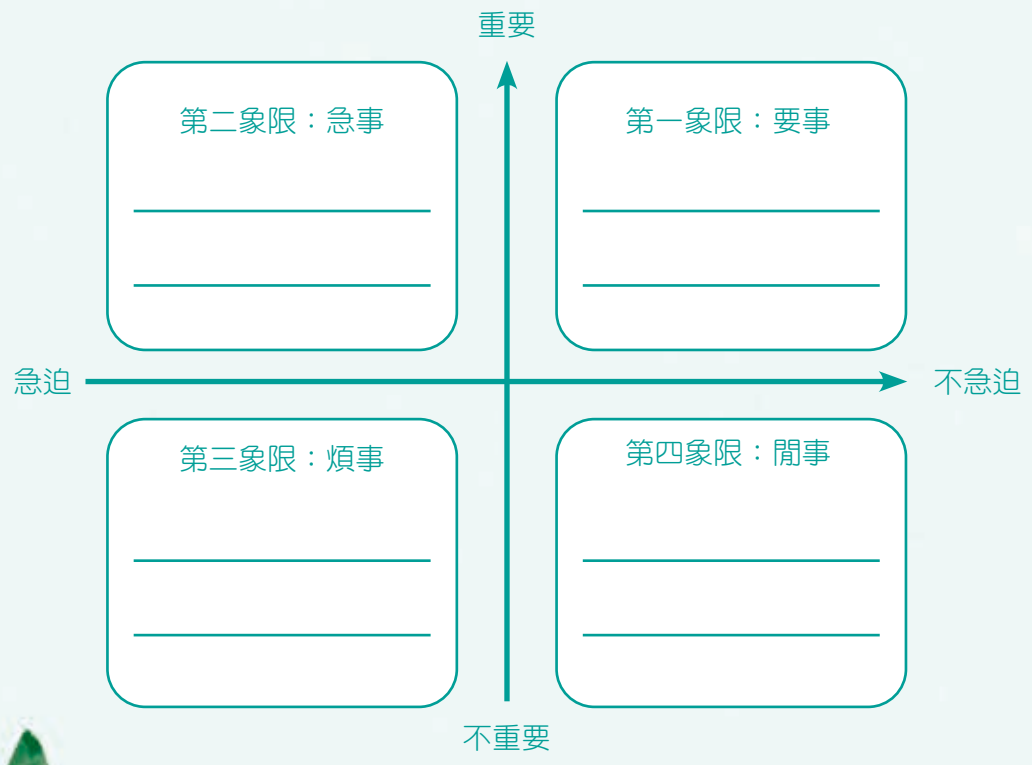 重要
第二象限：急事
第一象限：要事
急迫
不急迫
第三象限：煩事
第四象限：閒事
不重要